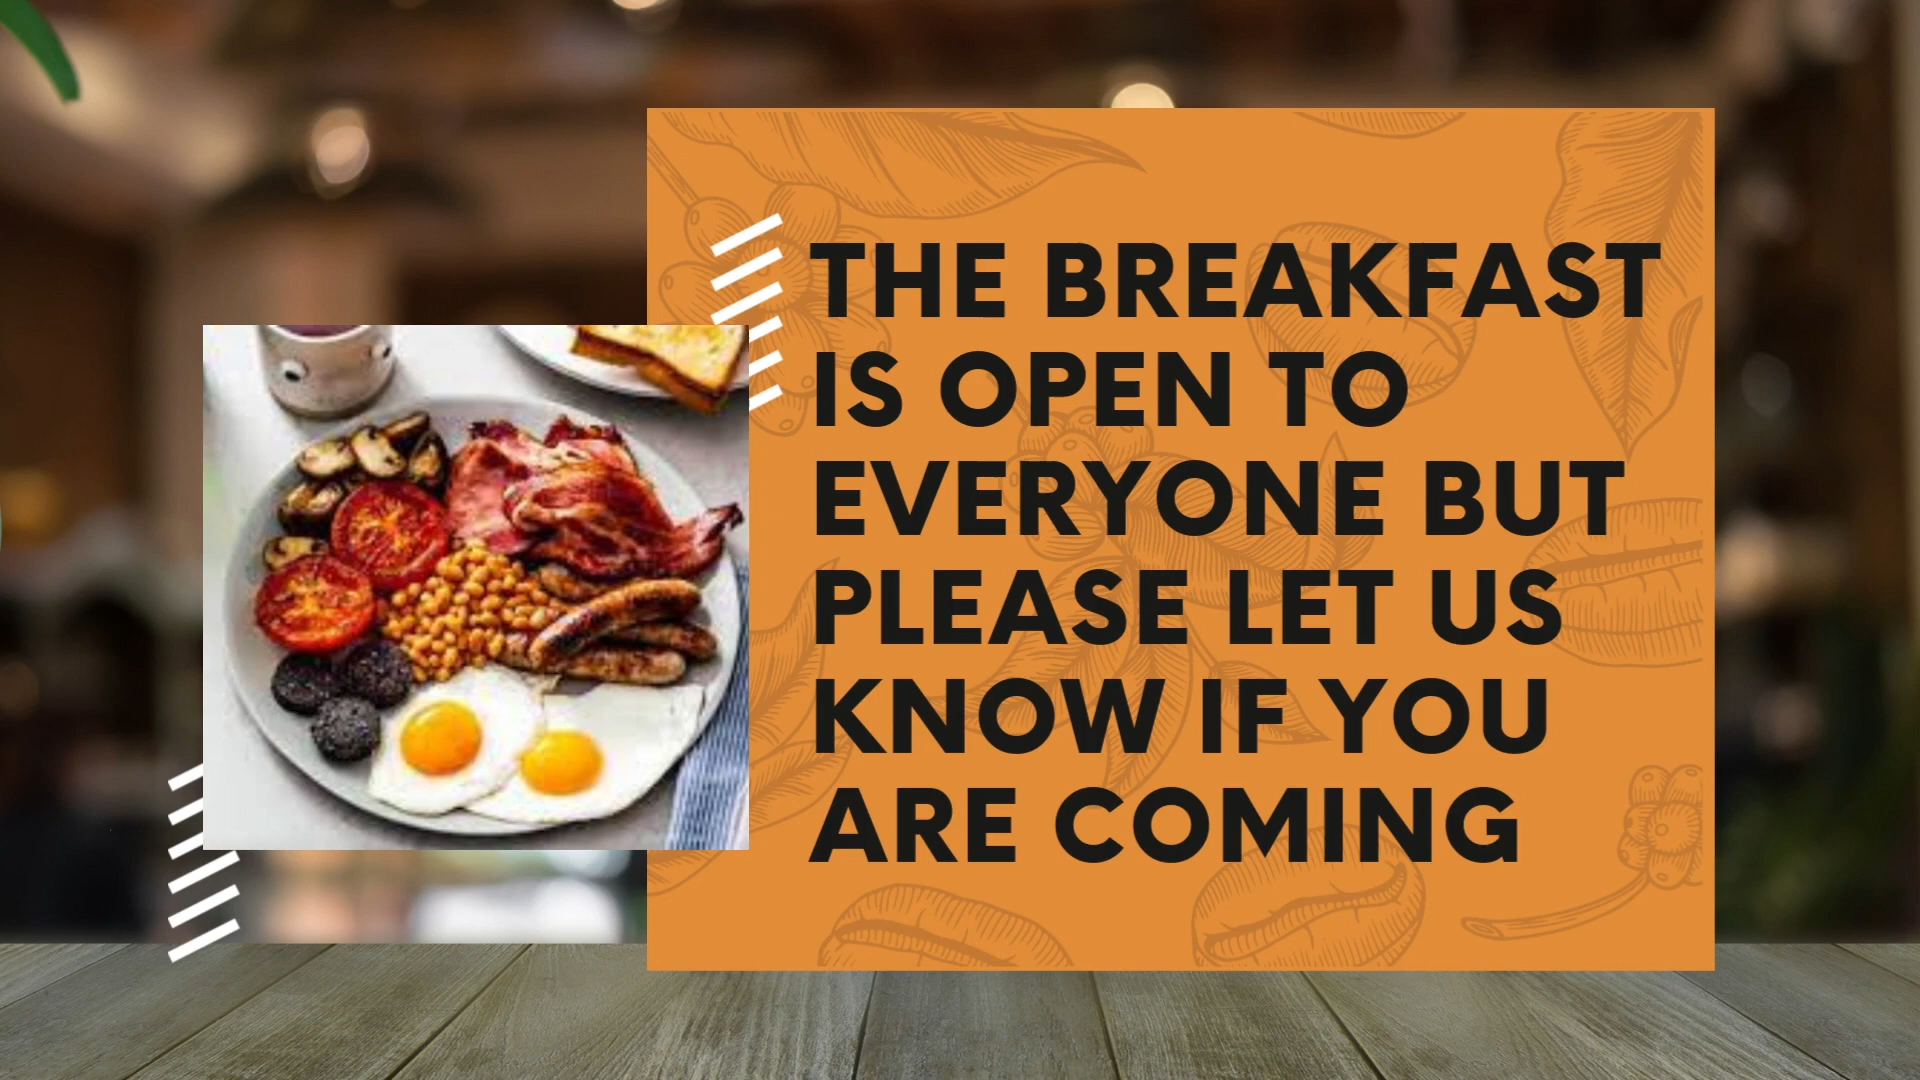 THE BREAKFAST
IS OPEN TO
EVERYONE BUT
PLEASE LET US
KNOW IF YOU
ARE COMING